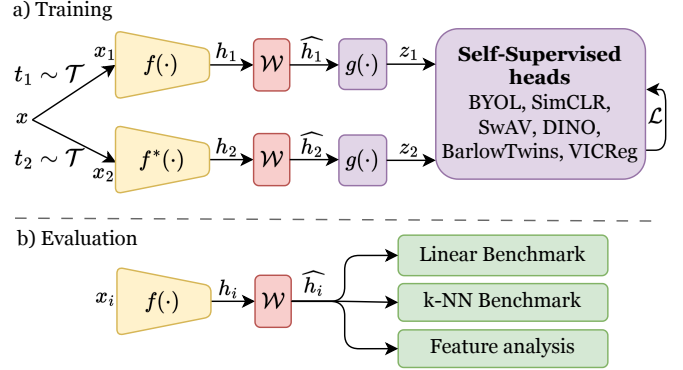 a) Training
t₁ ~ 𝒯
x₁
f(·)
h₁
𝒲
ĥ₁
g(·)
z₁
Self-Supervised
heads
BYOL, SimCLR,
SwAV, DINO,
BarlowTwins, VICReg
ℒ
x
t₂ ~ 𝒯
x₂
f*(·)
h₂
𝒲
ĥ₂
g(·)
z₂
b) Evaluation
xᵢ
f(·)
hᵢ
𝒲
ĥᵢ
Linear Benchmark
k-NN Benchmark
Feature analysis